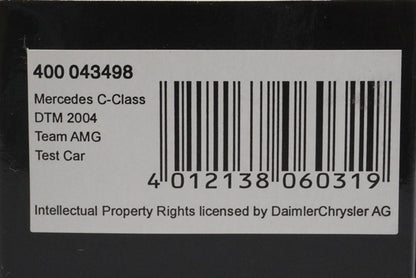 400 043498
Mercedes C-Class
DTM 2004
Team AMG
Test Car
4 012138 060319
Intellectual Property Rights licensed by DaimlerChrysler AG